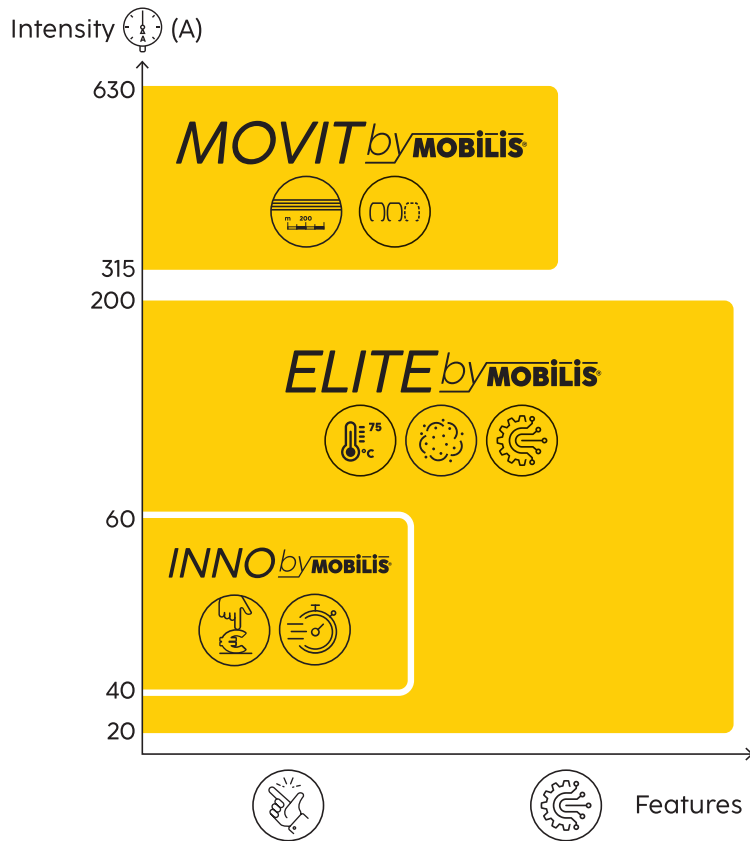 Intensity A (A)
630
MOVIT by MOBILIS®
m 200
315
200
ELITE by MOBILIS®
75
°C
60
INNO by MOBILIS®
€
40
20
Features